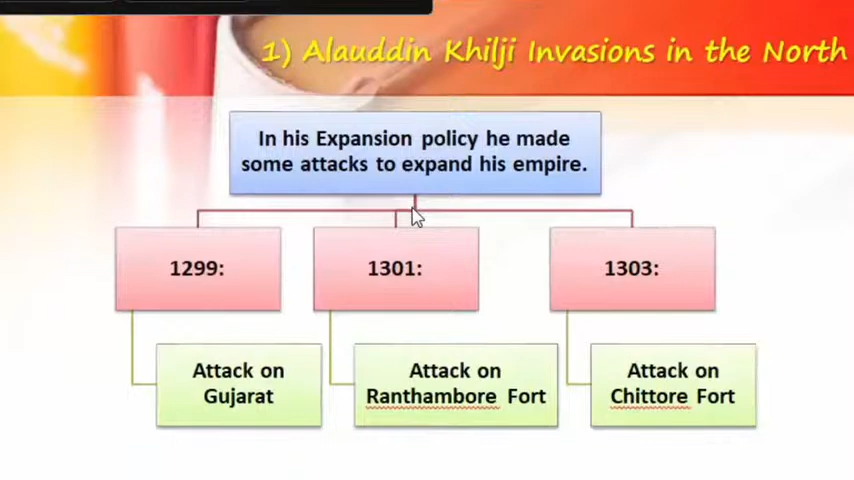 1) Alauddin Khilji Invasions in the North
In his Expansion policy he made
some attacks to expand his empire.
1299:
1301:
1303:
Attack on
Gujarat
Attack on
Ranthambore Fort
Attack on
Chittore Fort